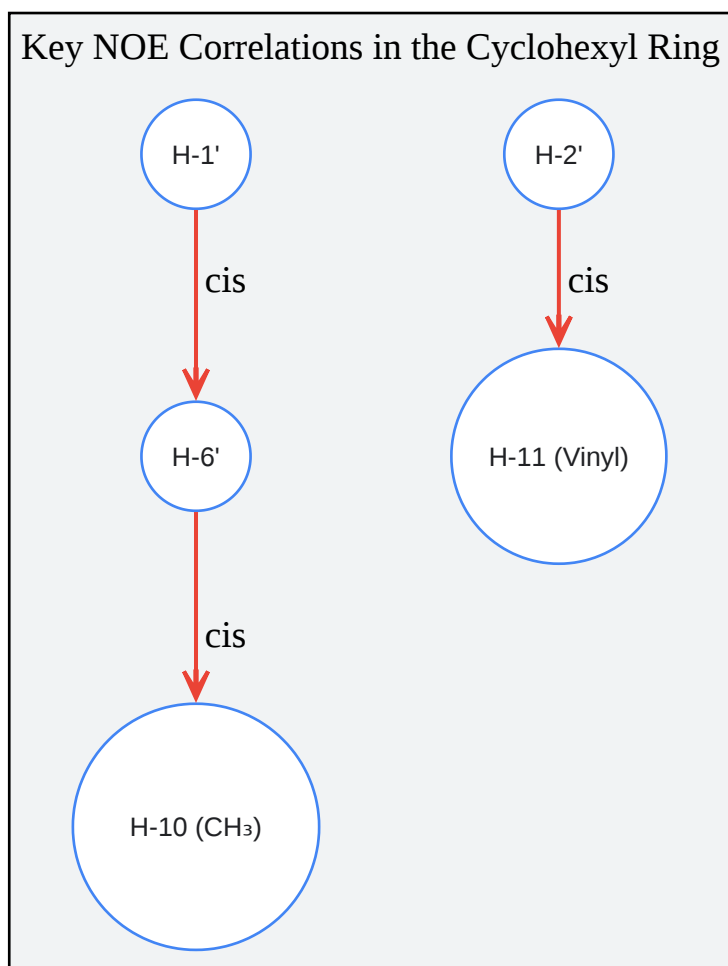 Key NOE Correlations in the Cyclohexyl Ring
H-1'
H-2'
cis
cis
H-6'
H-11 (Vinyl)
cis
H-10 (CH₃)